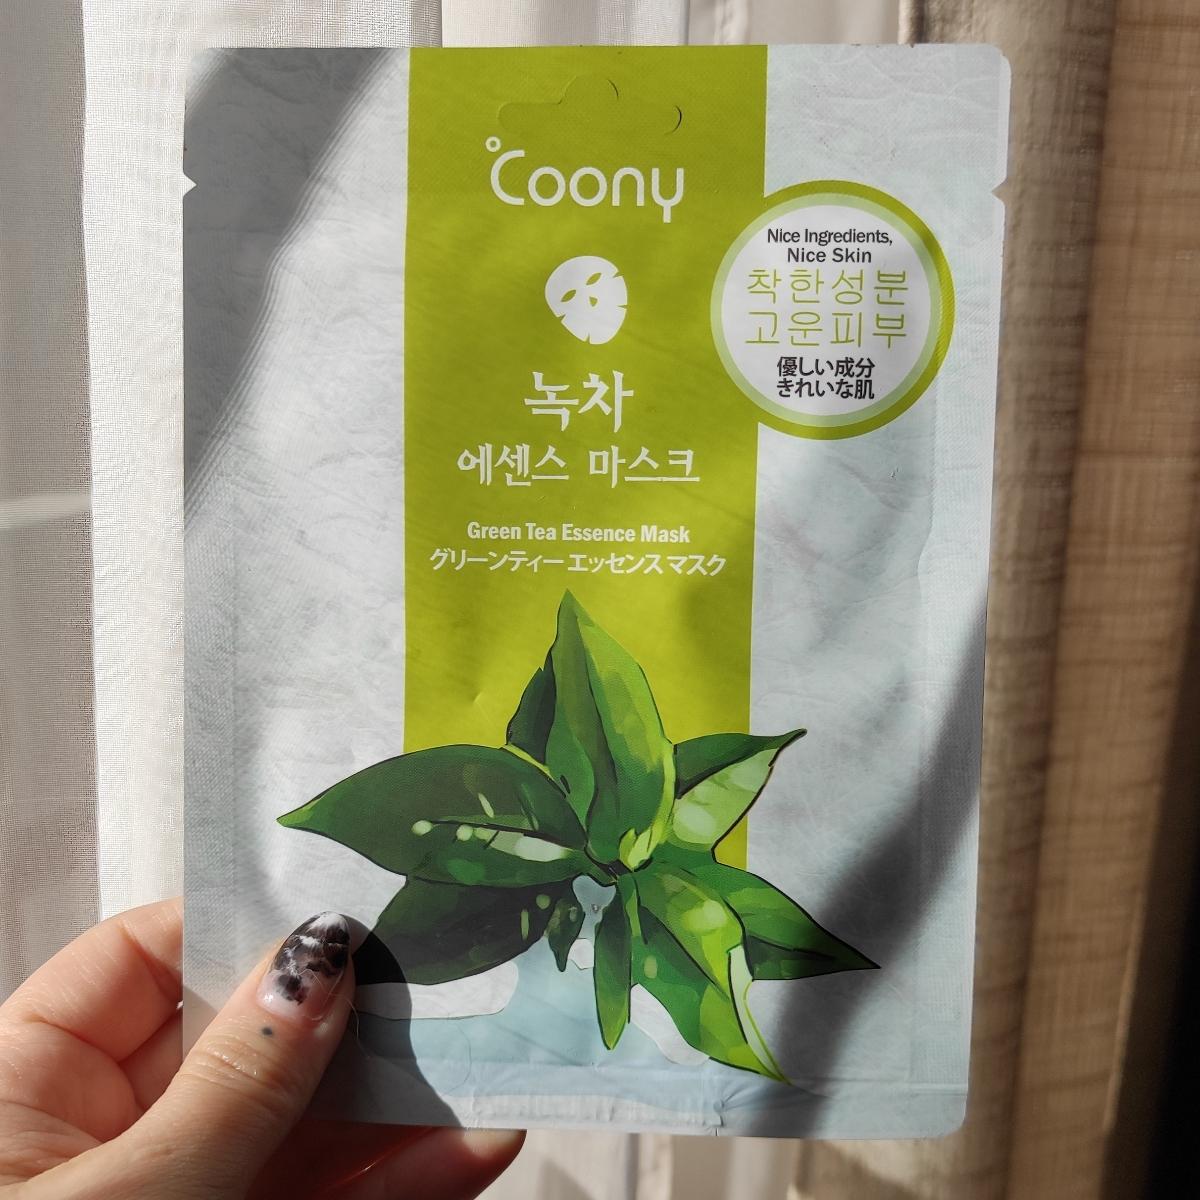 Coony
Nice Ingredients,
Nice Skin
착한성분
고운피부
優しい成分
きれいな肌
녹차
에센스 마스크
Green Tea Essence Mask
グリーンティー エッセンス マスク